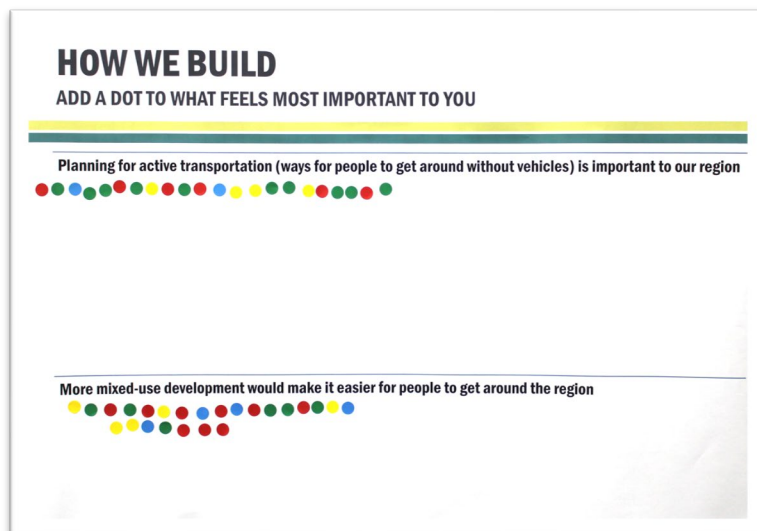 HOW WE BUILD
ADD A DOT TO WHAT FEELS MOST IMPORTANT TO YOU
Planning for active transportation (ways for people to get around without vehicles) is important to our region
More mixed-use development would make it easier for people to get around the region